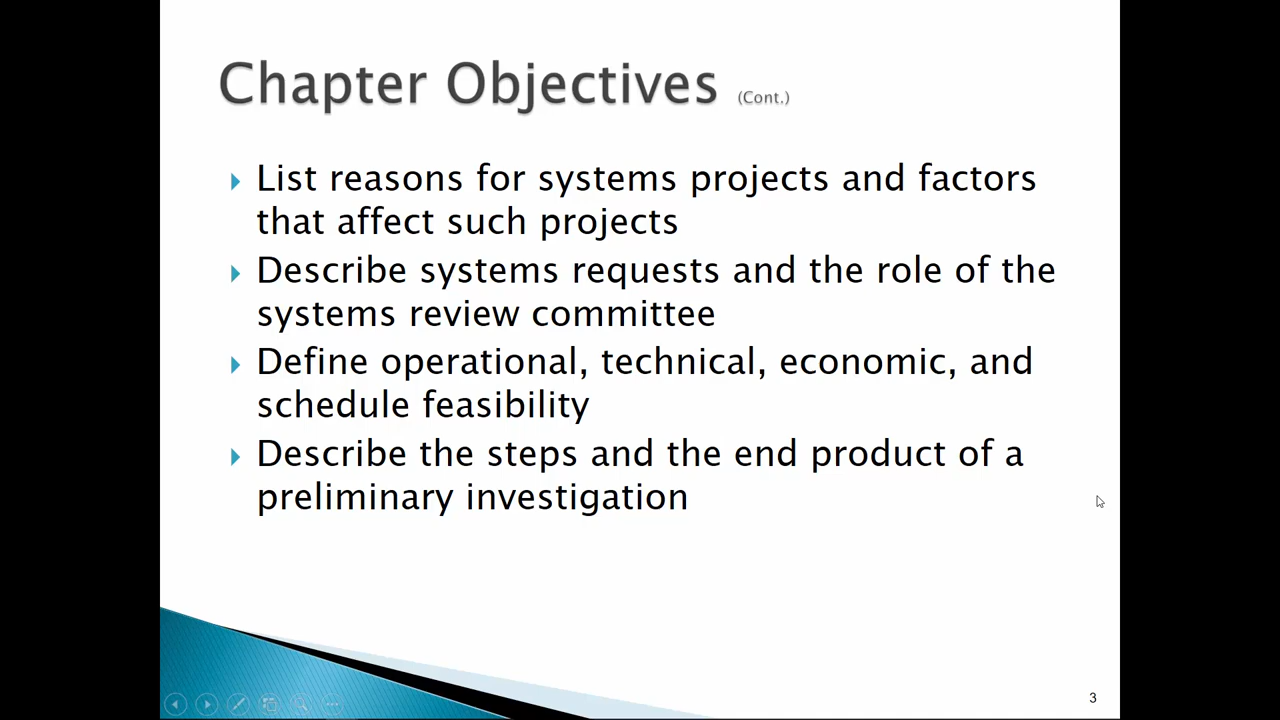 Chapter Objectives (Cont.)
List reasons for systems projects and factors
that affect such projects
Describe systems requests and the role of the
systems review committee
Define operational, technical, economic, and
schedule feasibility
Describe the steps and the end product of a
preliminary investigation
3